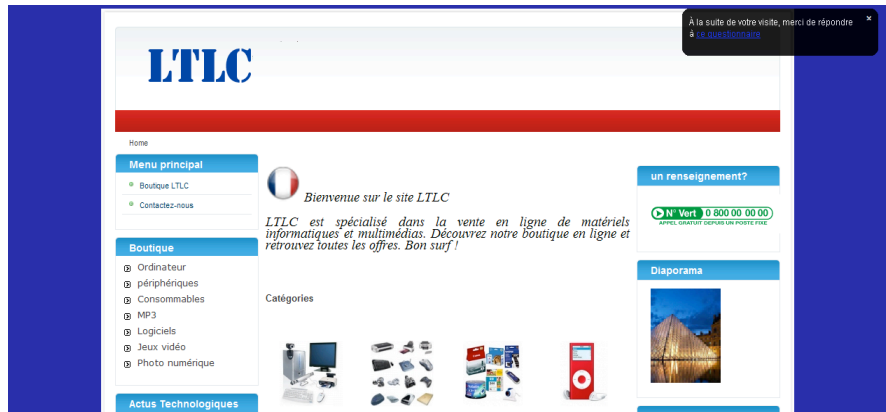 À la suite de votre visite, merci de répondre
à ce questionnaire
×
LTLC
Home
Menu principal
Boutique LTLC
Contactez-nous
Boutique
Ordinateur
périphériques
Consommables
MP3
Logiciels
Jeux vidéo
Photo numérique
Actus Technologiques
Bienvenue sur le site LTLC
LTLC est spécialisé dans la vente en ligne de matériels
informatiques et multimédias. Découvrez notre boutique en ligne et
retrouvez toutes les offres. Bon surf !
Catégories
un renseignement?
N° Vert 0 800 00 00 00
APPEL GRATUIT DEPUIS UN POSTE FIXE
Diaporama